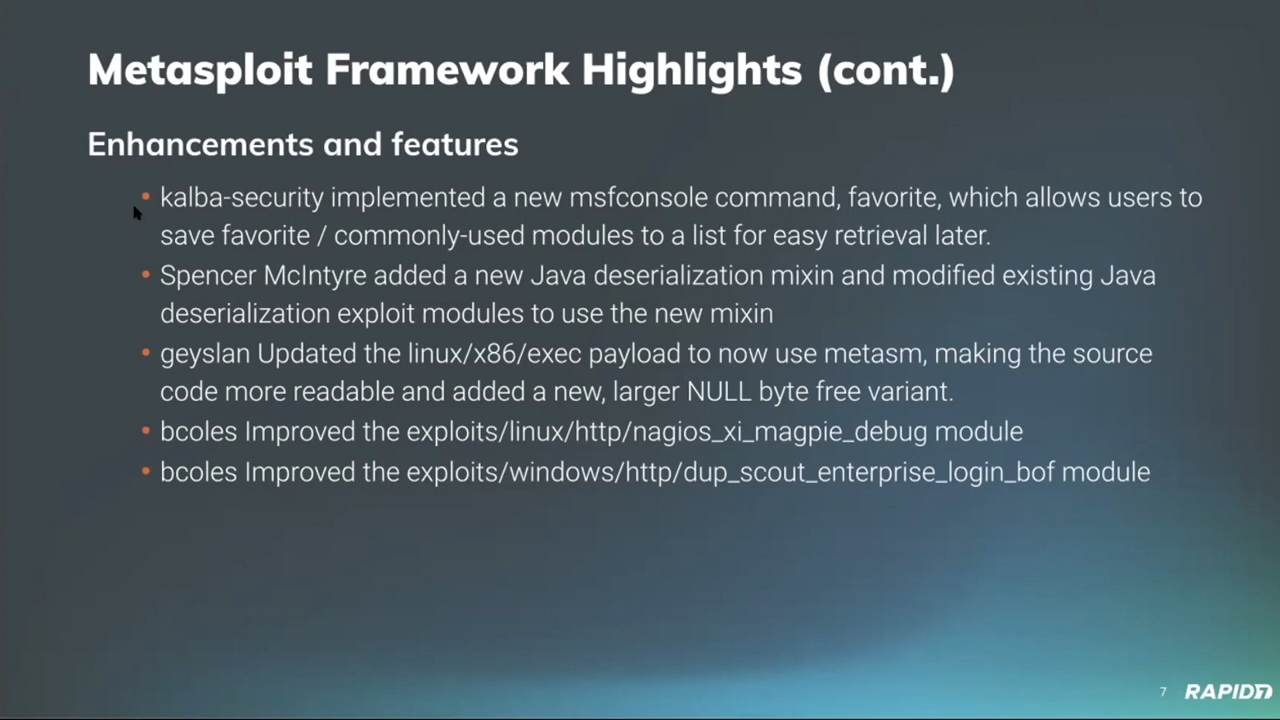 Metasploit Framework Highlights (cont.)
Enhancements and features
• kalba-security implemented a new msfconsole command, favorite, which allows users to
save favorite / commonly-used modules to a list for easy retrieval later.
• Spencer McIntyre added a new Java deserialization mixin and modified existing Java
deserialization exploit modules to use the new mixin
• geyslan Updated the linux/x86/exec payload to now use metasm, making the source
code more readable and added a new, larger NULL byte free variant.
• bcoles Improved the exploits/linux/http/nagios_xi_magpie_debug module
• bcoles Improved the exploits/windows/http/dup_scout_enterprise_login_bof module
7 RAPID7